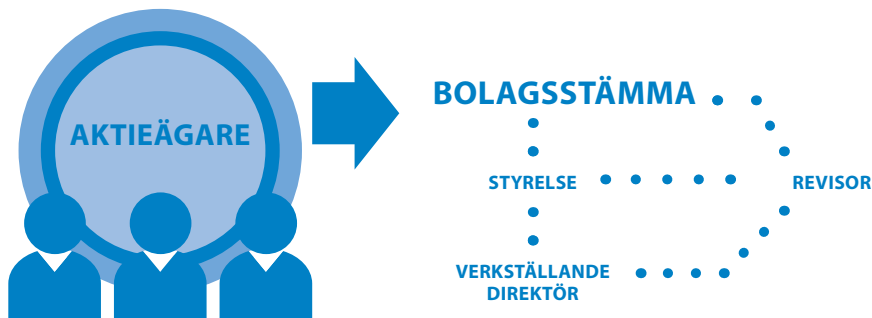 AKTIEÄGARE
BOLAGSSTÄMMA
STYRELSE
REVISOR
VERKSTÄLLANDE
DIREKTÖR